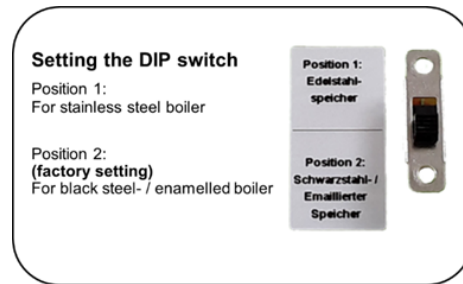 Setting the DIP switch
Position 1:
For stainless steel boiler
Position 2:
(factory setting)
For black steel- / enamelled boiler
Position 1:
Edelstahl-
speicher
Position 2:
Schwarzstahl- /
Emaillierter
Speicher